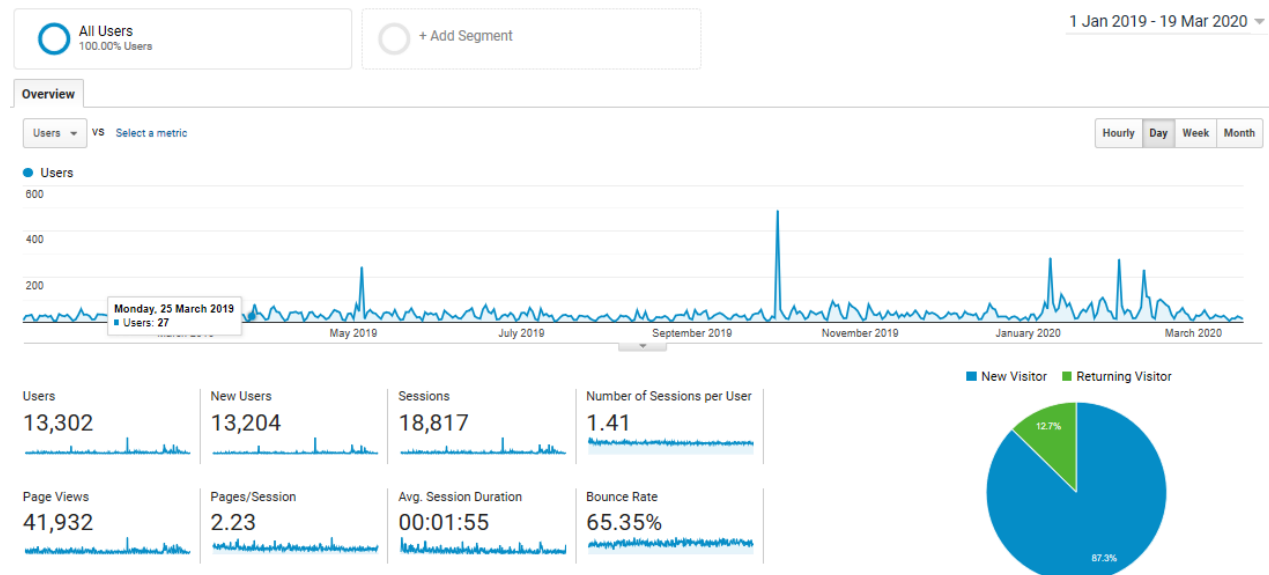 All Users
100.00% Users
+ Add Segment
1 Jan 2019 - 19 Mar 2020
Overview
Users
VS
Select a metric
Hourly
Day
Week
Month
Users
600
400
200
Monday, 25 March 2019
Users: 27
May 2019
July 2019
September 2019
November 2019
January 2020
March 2020
New Visitor
Returning Visitor
Users
New Users
Sessions
Number of Sessions per User
13,302
13,204
18,817
1.41
12.7%
Page Views
Pages/Session
Avg. Session Duration
Bounce Rate
41,932
2.23
00:01:55
65.35%
87.3%